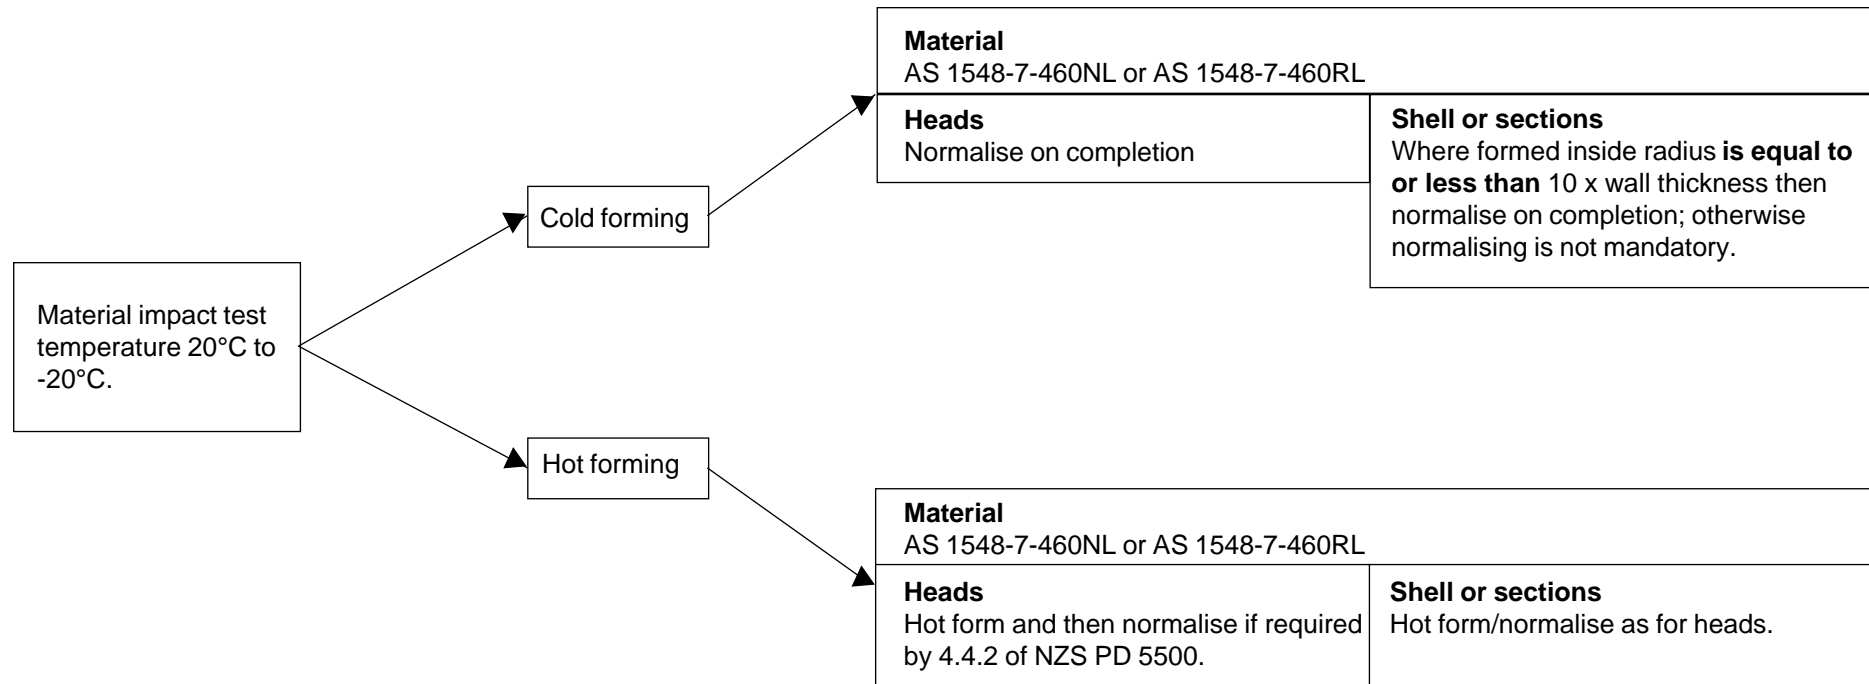 Material impact test
temperature 20°C to
-20°C.
Cold forming
Material
AS 1548-7-460NL or AS 1548-7-460RL
Heads
Normalise on completion
Shell or sections
Where formed inside radius is equal to
or less than 10 x wall thickness then
normalise on completion; otherwise
normalising is not mandatory.
Hot forming
Material
AS 1548-7-460NL or AS 1548-7-460RL
Heads
Hot form and then normalise if required
by 4.4.2 of NZS PD 5500.
Shell or sections
Hot form/normalise as for heads.